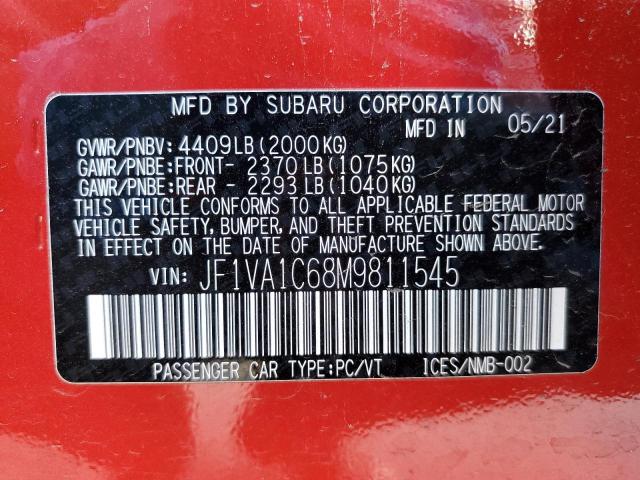 MFD BY SUBARU CORPORATION
MFD IN 05/21
GVWR/PNBV: 4409LB(2000KG)
GAWR/PNBE:FRONT- 2370LB(1075KG)
GAWR/PNBE:REAR - 2293LB(1040KG)
THIS VEHICLE CONFORMS TO ALL APPLICABLE FEDERAL MOTOR
VEHICLE SAFETY, BUMPER, AND THEFT PREVENTION STANDARDS
IN EFFECT ON THE DATE OF MANUFACTURE SHOWN ABOVE.
VIN: JF1VA1C68M9811545
PASSENGER CAR TYPE:PC/VT ICES/NMB-002